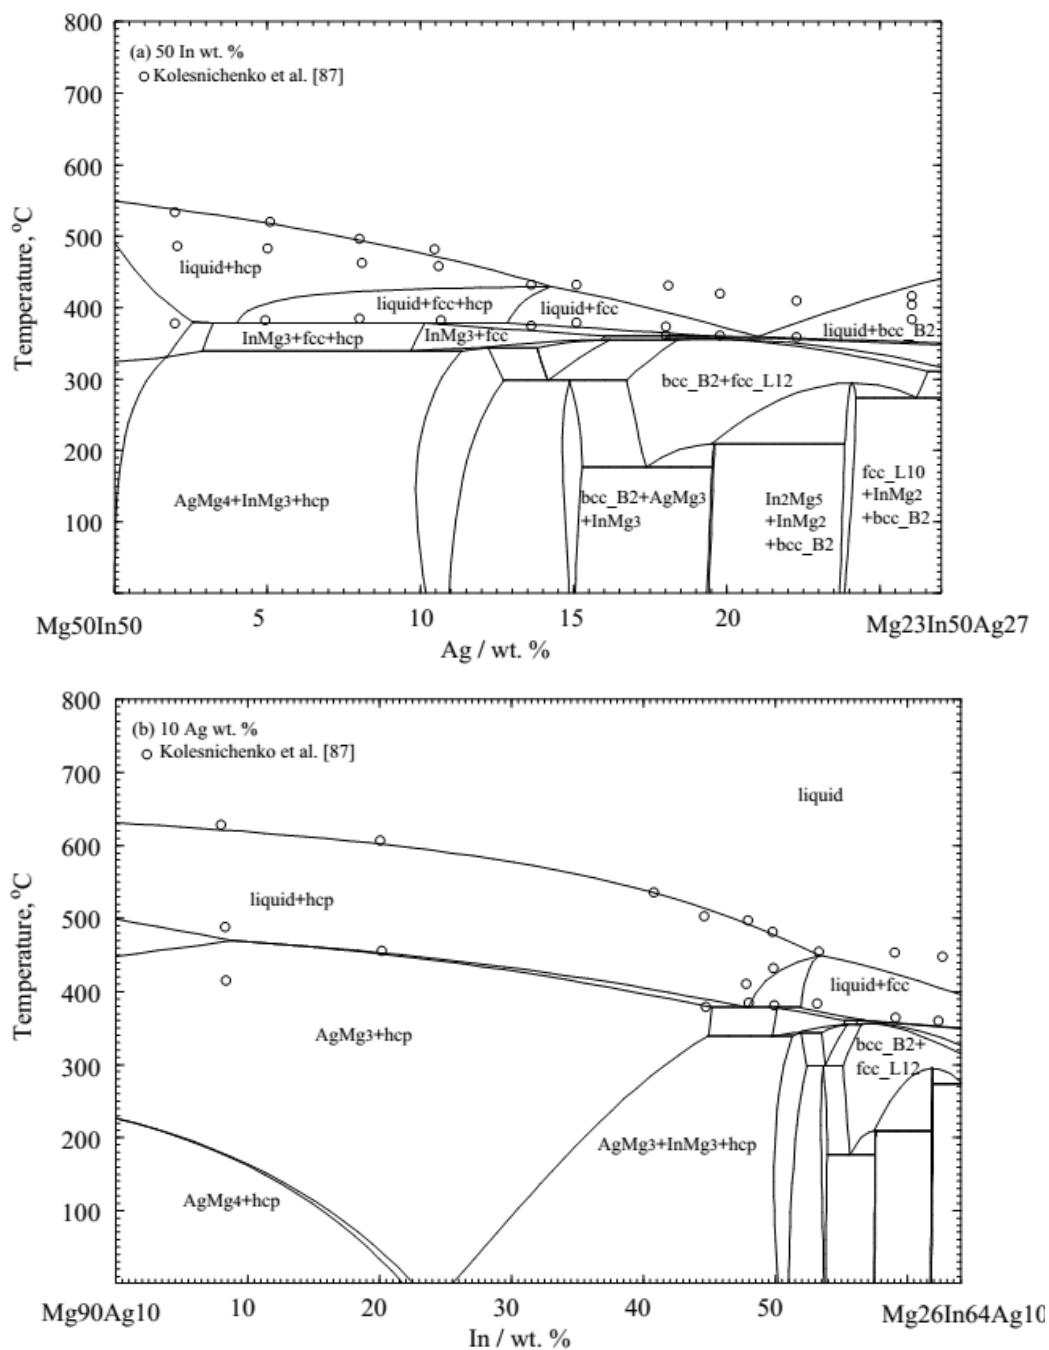 800
(a) 50 In wt. %
Kolesnichenko et al. [87]
700
600
500
400
300
200
100
Temperature, °C
liquid+hcp
liquid+fcc+hcp
liquid+fcc
liquid+bcc_B2
InMg3+fcc+hcp
InMg3+fcc
bcc_B2+fcc_L12
AgMg4+InMg3+hcp
bcc_B2+AgMg3
+InMg3
In2Mg5
+InMg2
+bcc_B2
fcc_L10
+InMg2
+bcc_B2
Mg50In50
5
10
15
20
Mg23In50Ag27
Ag / wt. %
800
(b) 10 Ag wt. %
Kolesnichenko et al. [87]
700
600
500
400
300
200
100
Temperature, °C
liquid
liquid+hcp
liquid+fcc
AgMg3+hcp
bcc_B2+
fcc_L12
AgMg3+InMg3+hcp
AgMg4+hcp
Mg90Ag10
10
20
30
40
50
Mg26In64Ag10
In / wt. %